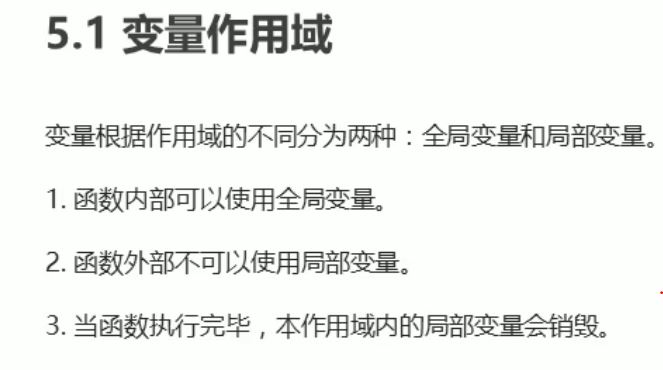 5.1 变量作用域
变量根据作用域的不同分为两种：全局变量和局部变量。
1. 函数内部可以使用全局变量。
2. 函数外部不可以使用局部变量。
3. 当函数执行完毕，本作用域内的局部变量会销毁。